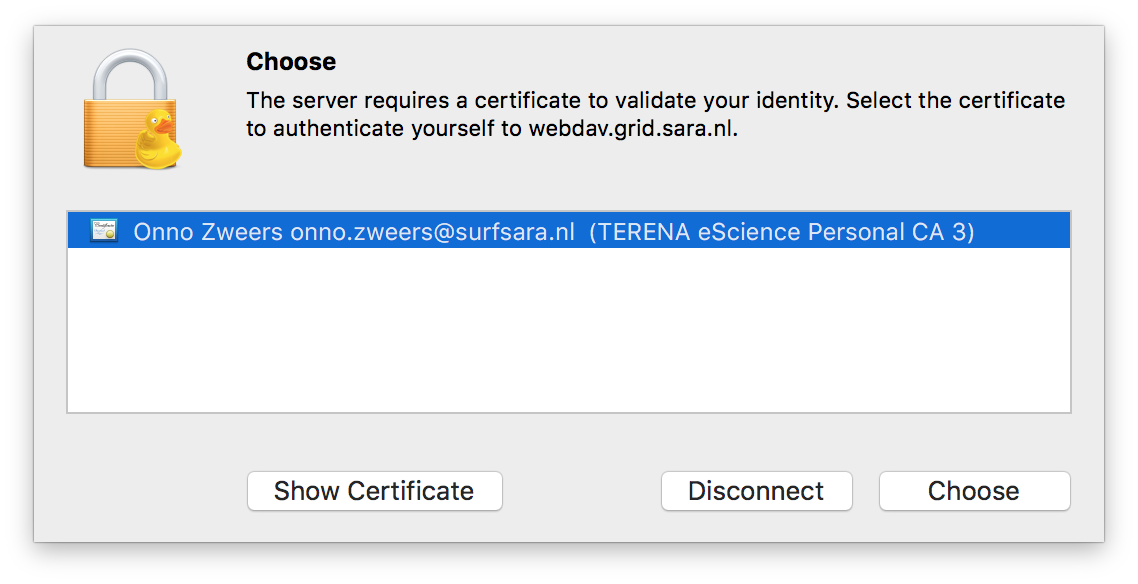 Choose
The server requires a certificate to validate your identity. Select the certificate
to authenticate yourself to webdav.grid.sara.nl.
Onno Zweers onno.zweers@surfsara.nl (TERENA eScience Personal CA 3)
Show Certificate
Disconnect
Choose